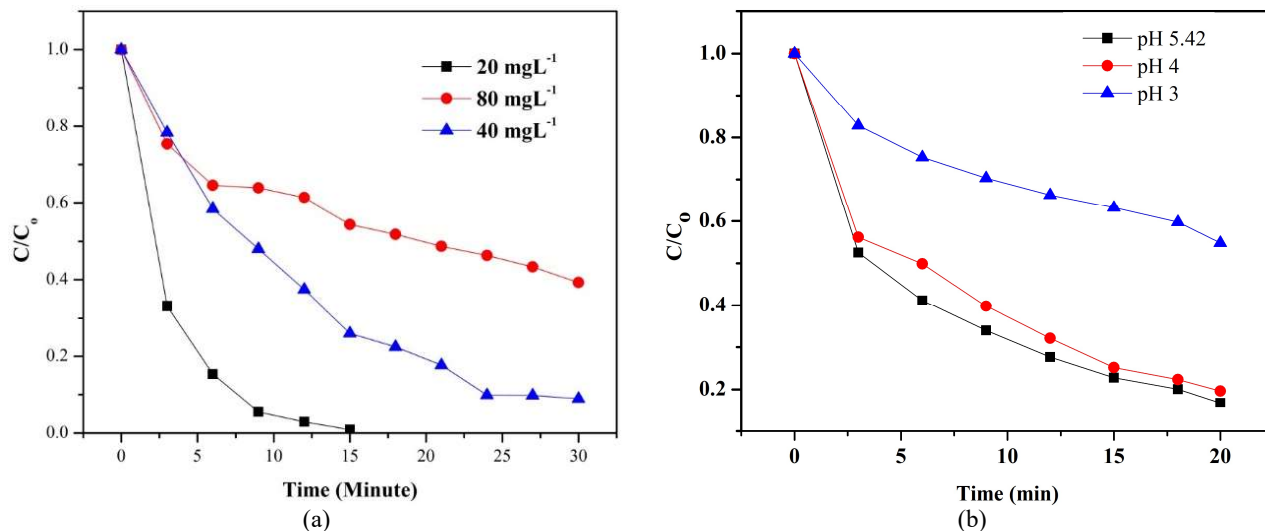 1.0
0.8
0.6
0.4
0.2
0.0
C/C₀
20 mgL⁻¹
80 mgL⁻¹
40 mgL⁻¹
0 5 10 15 20 25 30
Time (Minute)
(a)
1.0
0.8
0.6
0.4
0.2
C/C₀
pH 5.42
pH 4
pH 3
0 5 10 15 20
Time (min)
(b)